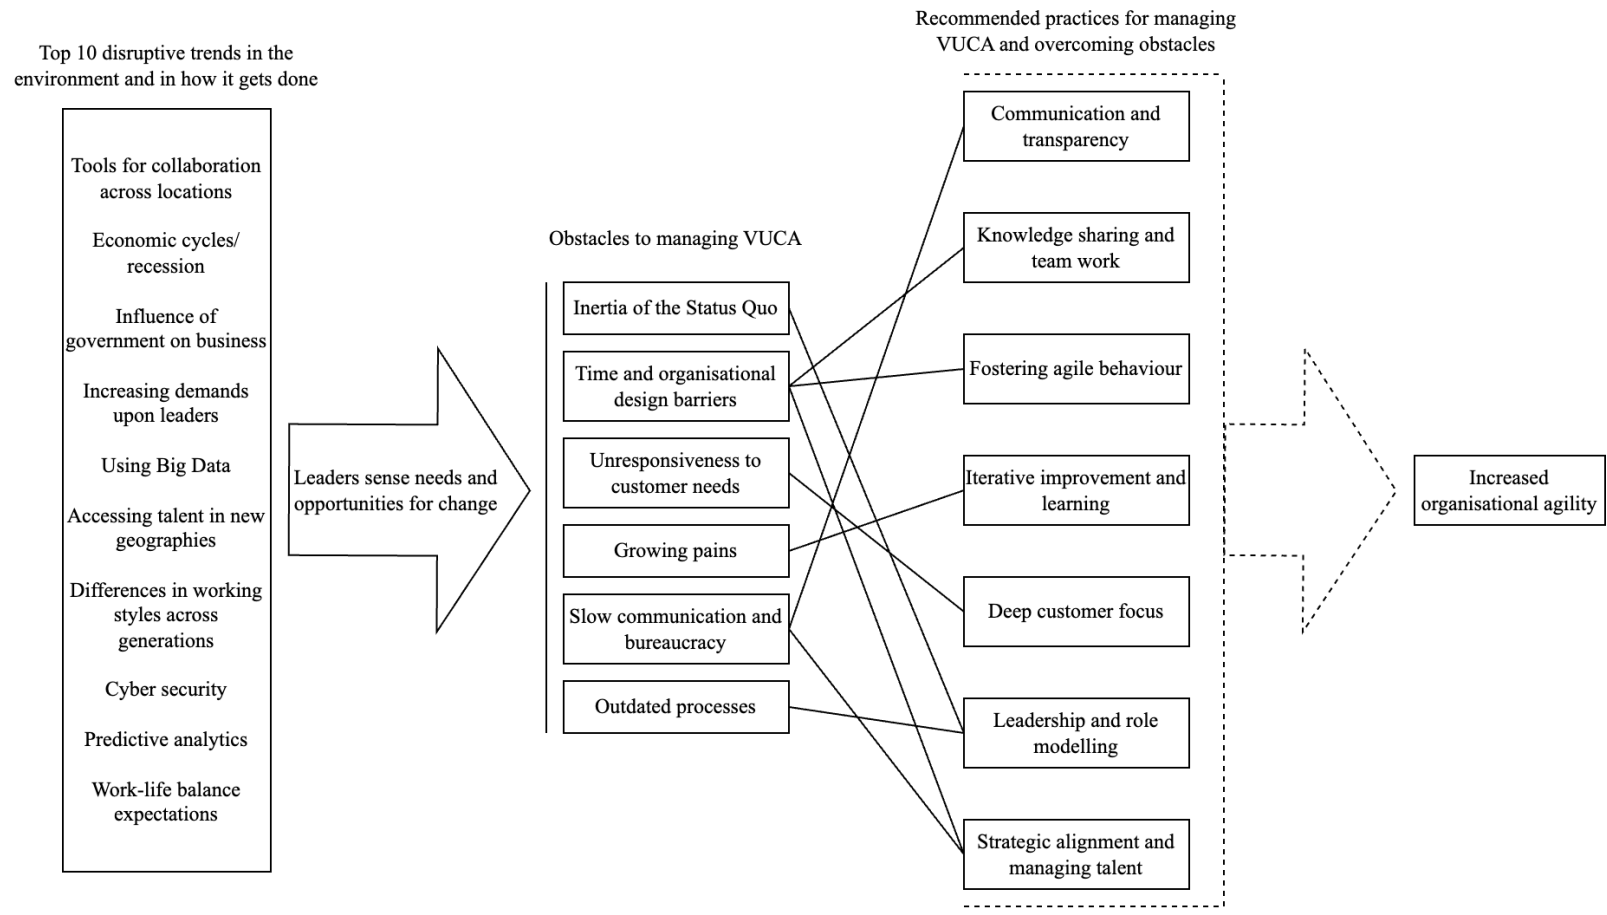 Top 10 disruptive trends in the
environment and in how it gets done
Tools for collaboration
across locations
Economic cycles/
recession
Influence of
government on business
Increasing demands
upon leaders
Using Big Data
Accessing talent in new
geographies
Differences in working
styles across
generations
Cyber security
Predictive analytics
Work-life balance
expectations
Leaders sense needs and
opportunities for change
Obstacles to managing VUCA
Inertia of the Status Quo
Time and organisational
design barriers
Unresponsiveness to
customer needs
Growing pains
Slow communication and
bureaucracy
Outdated processes
Recommended practices for managing
VUCA and overcoming obstacles
Communication and
transparency
Knowledge sharing and
team work
Fostering agile behaviour
Iterative improvement and
learning
Deep customer focus
Leadership and role
modelling
Strategic alignment and
managing talent
Increased
organisational agility